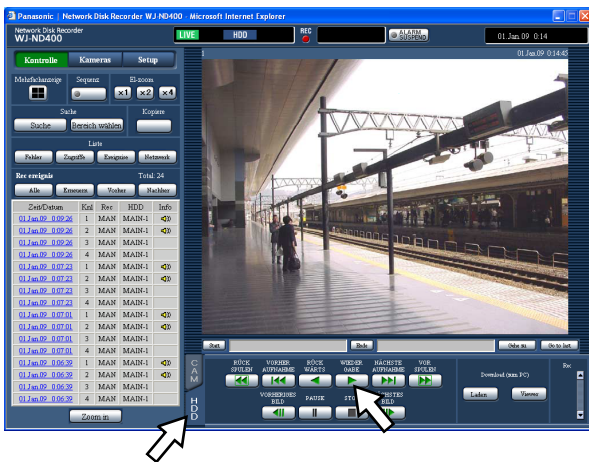 Panasonic | Network Disk Recorder WJ-ND400 - Microsoft Internet Explorer
Network Disk Recorder
WJ-ND400
LIVE
HDD
REC
ALARM
SUSPEND
01.Jan.09 0:14
Kontrolle
Kameras
Setup
Mehrfachanzeige
Sequenz
El-zoom
x1
x2
x4
Suche
Kopiere
Suche
Bereich wählen
Liste
Fehler
Zugriffe
Ereignise
Netzwerk
Rec ereignis
Total: 24
Alle
Erneuern
Vorher
Nachher
Zeit/Datum Knl Rec HDD Info
01.Jan.09 0:09:26 1 MAN MAIN-1
01.Jan.09 0:09:26 2 MAN MAIN-1
01.Jan.09 0:09:26 3 MAN MAIN-1
01.Jan.09 0:09:26 4 MAN MAIN-1
01.Jan.09 0:07:23 1 MAN MAIN-1
01.Jan.09 0:07:23 2 MAN MAIN-1
01.Jan.09 0:07:23 3 MAN MAIN-1
01.Jan.09 0:07:23 4 MAN MAIN-1
01.Jan.09 0:07:01 1 MAN MAIN-1
01.Jan.09 0:07:01 2 MAN MAIN-1
01.Jan.09 0:07:01 3 MAN MAIN-1
01.Jan.09 0:07:01 4 MAN MAIN-1
01.Jan.09 0:06:39 1 MAN MAIN-1
01.Jan.09 0:06:39 2 MAN MAIN-1
01.Jan.09 0:06:39 3 MAN MAIN-1
01.Jan.09 0:06:39 4 MAN MAIN-1
Zoom in
1
01.Jan.09 0:14:45
Start
Ende
Gehe zu
Go to last
CAM
HDD
RÜCK
SPULEN
VORHER
AUFNAHME
RÜCK
WÄRTS
WIEDER
GABE
NÄCHSTE
AUFNAHME
VOR
SPULEN
VORHERIGES
BILD
PAUSE
BILD
Download (zum PC)
Laden
Viewer
Rec